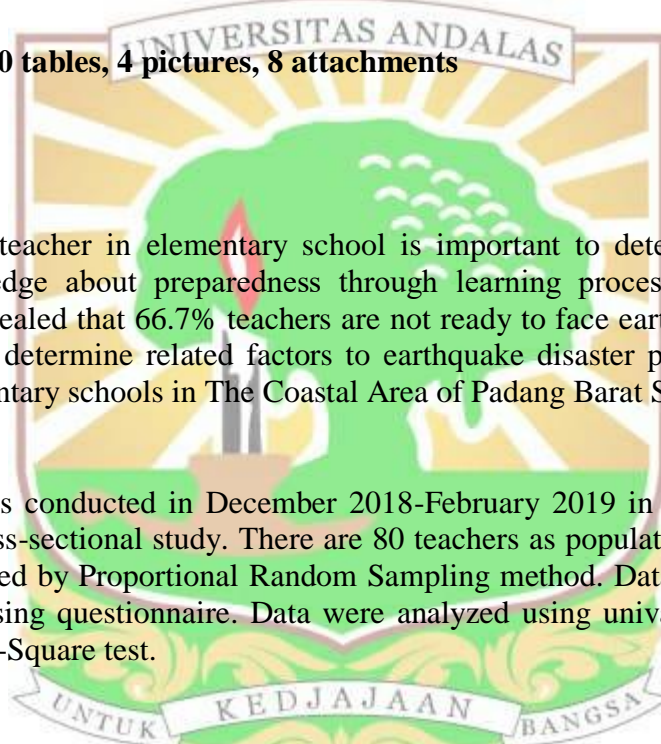 UNIVERSITAS ANDALAS
0 tables, 4 pictures, 8 attachments
teacher in elementary school is important to dete
edge about preparedness through learning proces
ealed that 66.7% teachers are not ready to face eart
determine related factors to earthquake disaster p
ntary schools in The Coastal Area of Padang Barat S
s conducted in December 2018-February 2019 in
ss-sectional study. There are 80 teachers as populat
ed by Proportional Random Sampling method. Dat
sing questionnaire. Data were analyzed using univa
-Square test.
UNTUK KEDJAJAAN BANGSA